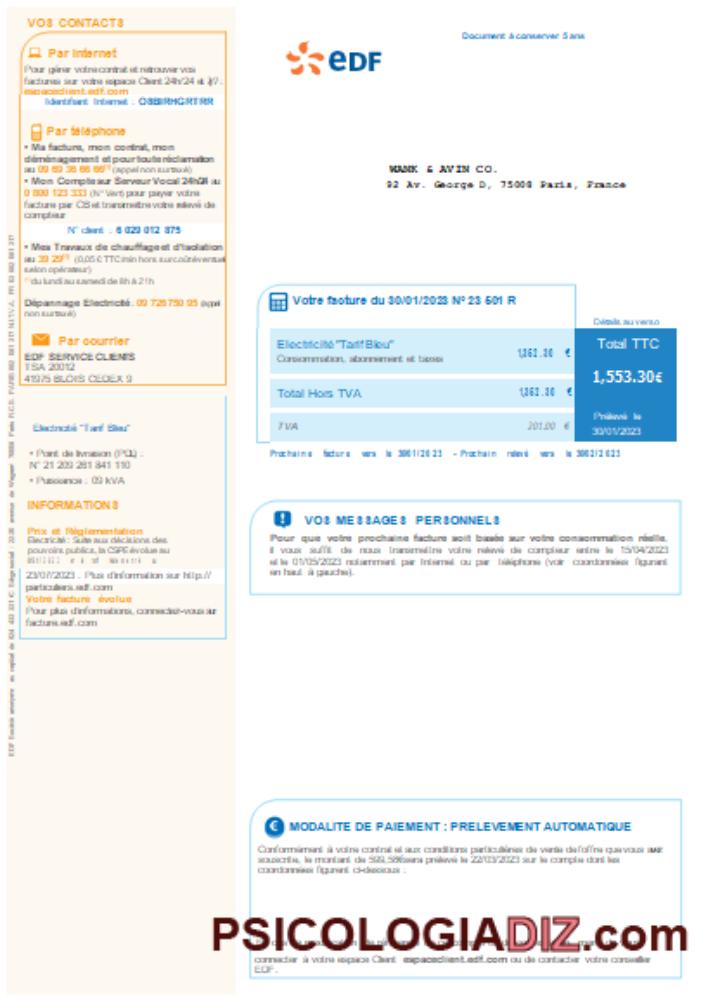 VOS CONTACTS
Par Internet
Pour gérer votre contrat et retrouver vos
factures sur votre espace Client 24h/24 et 7j/7.
espaceclient.edf.com
Identifiant Internet :
Par téléphone
• Ma facture, mon contrat, mon
déménagement et pour toute réclamation
au 09 69 36 66 66 (appel non surtaxé)
• Mon Compte sur Serveur Vocal 24h/24 au
0 800 123 333 (N° Vert) pour payer votre
facture par CB et transmettre votre relevé de
compteur
N° client : 6 029 012 875
• Mes Travaux de chauffage et d'isolation
au 39 29 (0,05 € TTC/min hors surcoût éventuel
selon opérateur)
du lundi au samedi de 8h à 21h
Dépannage Electricité. 09 726 750 95 (appel
non surtaxé)
Par courrier
EDF SERVICE CLIENTS
TSA 20012
41975 BLOIS CEDEX 9
Electricité "Tarif Bleu"
• Point de livraison (PDL) :
N° 21 209 261 841 110
• Puissance : 09 kVA
INFORMATIONS
Prix et Réglementation
Electricité : Suite aux décisions des
pouvoirs publics, la CSPE évolue au
23/07/2023 . Plus d'information sur http://
particuliers.edf.com
Votre facture évolue
Pour plus d'informations, connectez-vous sur
facture.edf.com
Document à conserver 5 ans
eDF
WANK & AVIN CO.
92 Av. George D, 75008 Paris, France
Votre facture du 30/01/2023 N° 23 501 R
Détails au verso
Electricité "Tarif Bleu"
Consommation, abonnement et taxes
1,352.30 €
Total Hors TVA
1,352.30 €
TVA
201.00 €
Total TTC
1,553.30€
Prélevé le
30/01/2023
Prochaine facture vers le - Prochain relevé vers le
VOS MESSAGES PERSONNELS
Pour que votre prochaine facture soit basée sur votre consommation réelle,
il vous suffit de nous transmettre votre relevé de compteur entre le 15/04/2023
et le 01/05/2023 notamment par Internet ou par téléphone (voir coordonnées figurant
en haut à gauche).
MODALITE DE PAIEMENT : PRELEVEMENT AUTOMATIQUE
Conformément à votre contrat et aux conditions particulières de vente de l'offre que vous avez
souscrite, le montant de sera prélevé le 22/03/2023 sur le compte dont les
coordonnées figurent ci-dessous :
PSICOLOGIADIZ.com
connecter à votre espace Client espaceclient.edf.com ou de contacter votre conseiller
EDF.